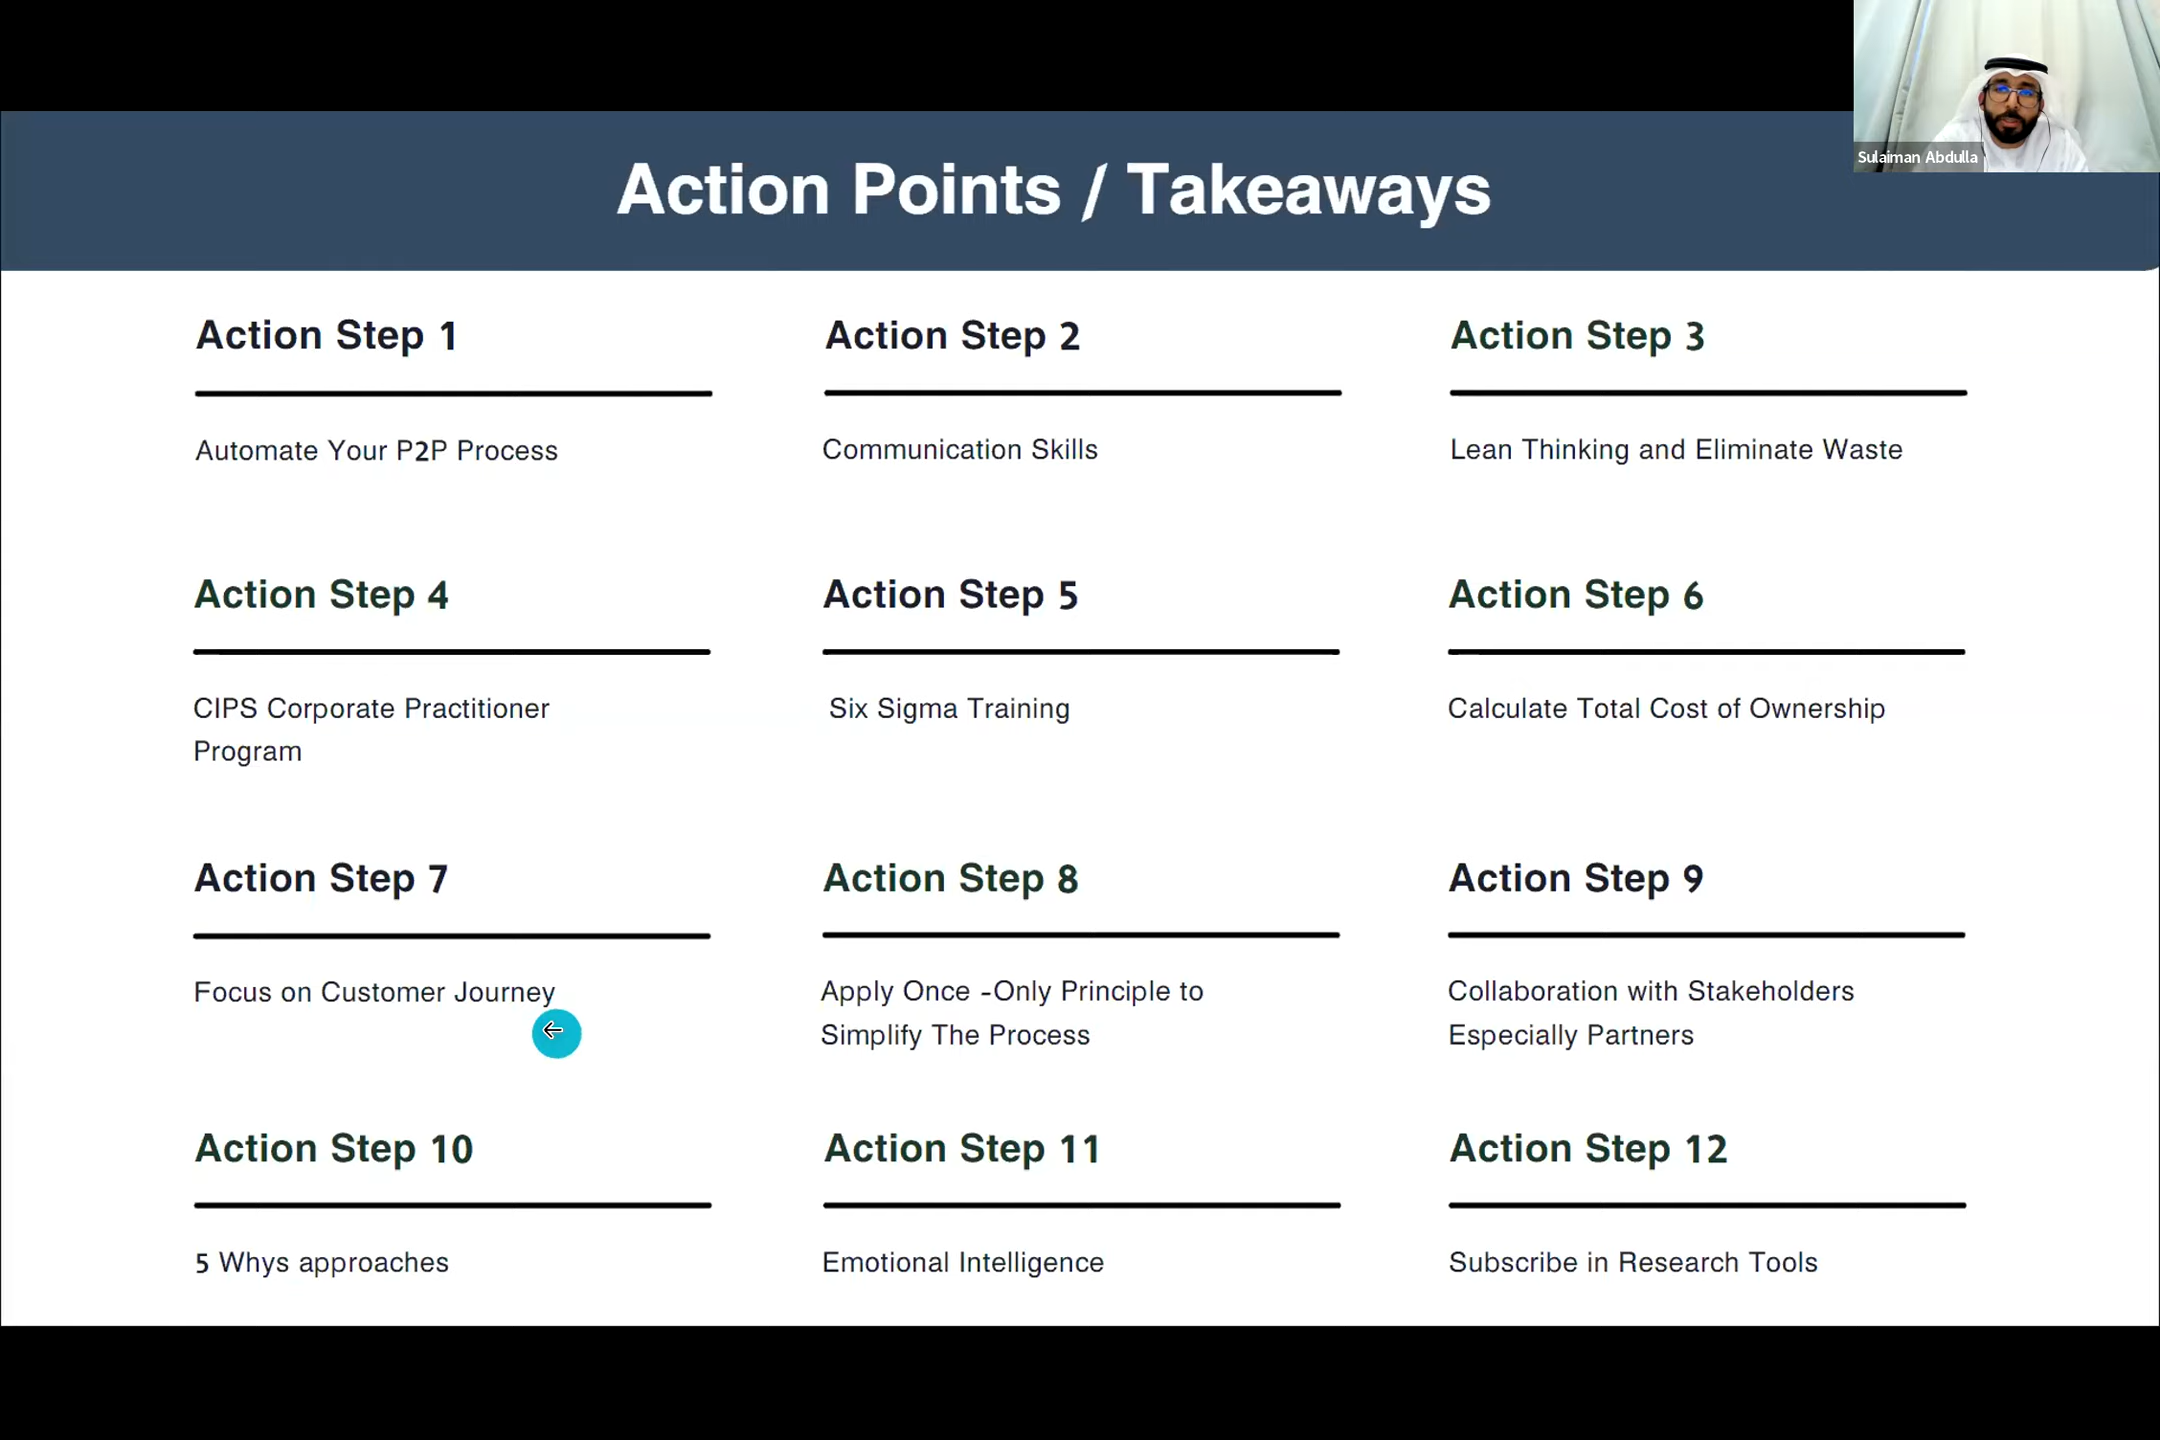 Sulaiman Abdulla
Action Points / Takeaways
Action Step 1
Automate Your P2P Process
Action Step 2
Communication Skills
Action Step 3
Lean Thinking and Eliminate Waste
Action Step 4
CIPS Corporate Practitioner
Program
Action Step 5
Six Sigma Training
Action Step 6
Calculate Total Cost of Ownership
Action Step 7
Focus on Customer Journey
Action Step 8
Apply Once -Only Principle to
Simplify The Process
Action Step 9
Collaboration with Stakeholders
Especially Partners
Action Step 10
5 Whys approaches
Action Step 11
Emotional Intelligence
Action Step 12
Subscribe in Research Tools